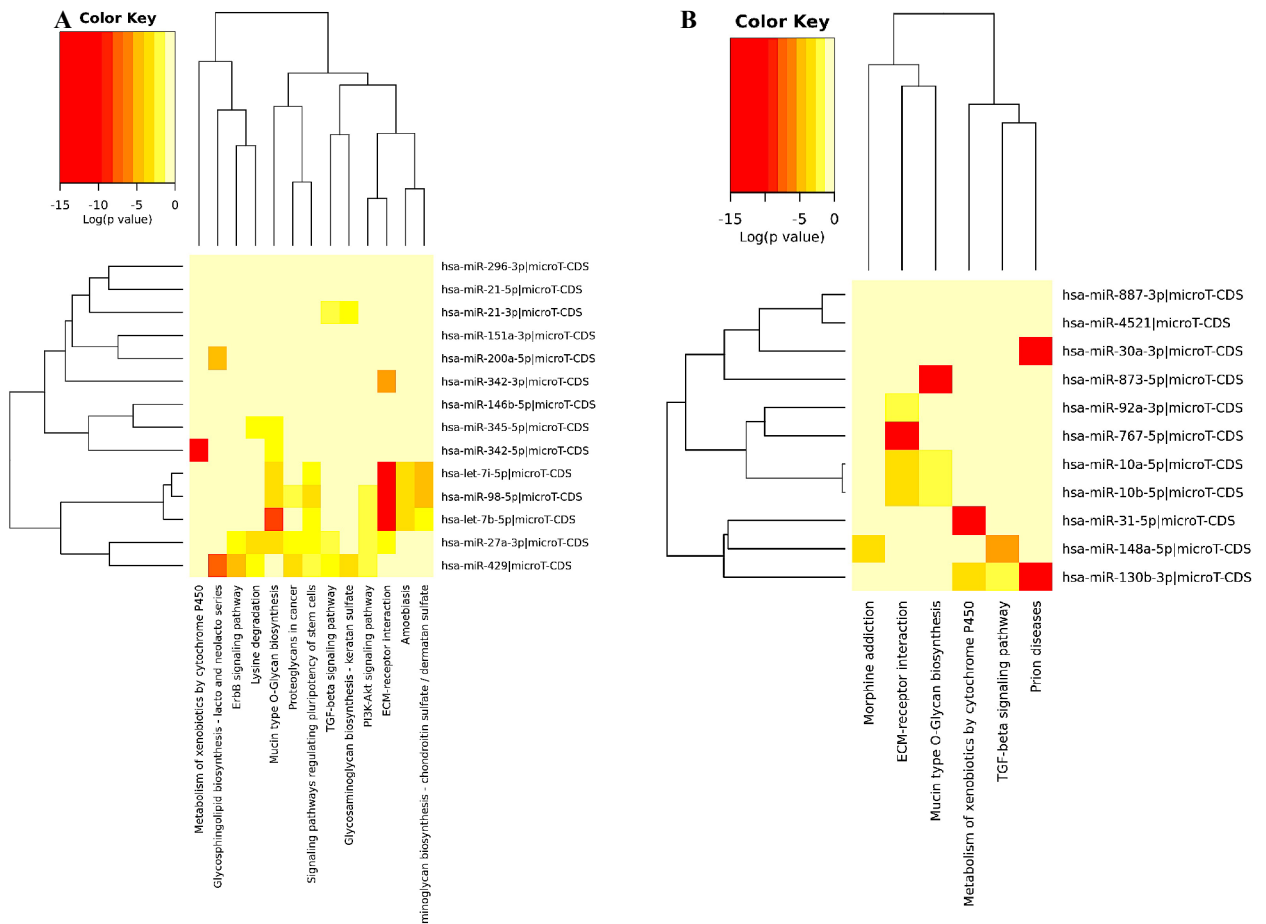 A
Color Key
-15 -10 -5 0
Log(p value)
hsa-miR-296-3p|microT-CDS
hsa-miR-21-5p|microT-CDS
hsa-miR-21-3p|microT-CDS
hsa-miR-151a-3p|microT-CDS
hsa-miR-200a-5p|microT-CDS
hsa-miR-342-3p|microT-CDS
hsa-miR-146b-5p|microT-CDS
hsa-miR-345-5p|microT-CDS
hsa-miR-342-5p|microT-CDS
hsa-let-7i-5p|microT-CDS
hsa-miR-98-5p|microT-CDS
hsa-let-7b-5p|microT-CDS
hsa-miR-27a-3p|microT-CDS
hsa-miR-429|microT-CDS
Metabolism of xenobiotics by cytochrome P450
Glycosphingolipid biosynthesis - lacto and neolacto series
ErbB signaling pathway
Lysine degradation
Mucin type O-Glycan biosynthesis
Proteoglycans in cancer
Signaling pathways regulating pluripotency of stem cells
TGF-beta signaling pathway
Glycosaminoglycan biosynthesis - keratan sulfate
PI3K-Akt signaling pathway
ECM-receptor interaction
Amoebiasis
minoglycan biosynthesis - chondroitin sulfate / dermatan sulfate
B
Color Key
-15 -5 0
Log(p value)
hsa-miR-887-3p|microT-CDS
hsa-miR-4521|microT-CDS
hsa-miR-30a-3p|microT-CDS
hsa-miR-873-5p|microT-CDS
hsa-miR-92a-3p|microT-CDS
hsa-miR-767-5p|microT-CDS
hsa-miR-10a-5p|microT-CDS
hsa-miR-10b-5p|microT-CDS
hsa-miR-31-5p|microT-CDS
hsa-miR-148a-5p|microT-CDS
hsa-miR-130b-3p|microT-CDS
Morphine addiction
ECM-receptor interaction
Mucin type O-Glycan biosynthesis
Metabolism of xenobiotics by cytochrome P450
TGF-beta signaling pathway
Prion diseases